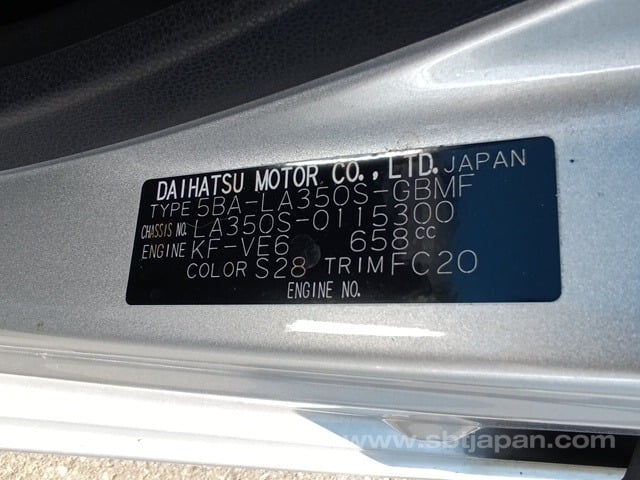 DAIHATSU MOTOR CO., LTD. JAPAN
TYPE 5BA-LA350S-GBMF
CHASSIS NO. LA350S-0115300
ENGINE KF-VE6 658CC
COLOR S28 TRIM FC20
ENGINE NO.
www.sbtjapan.com